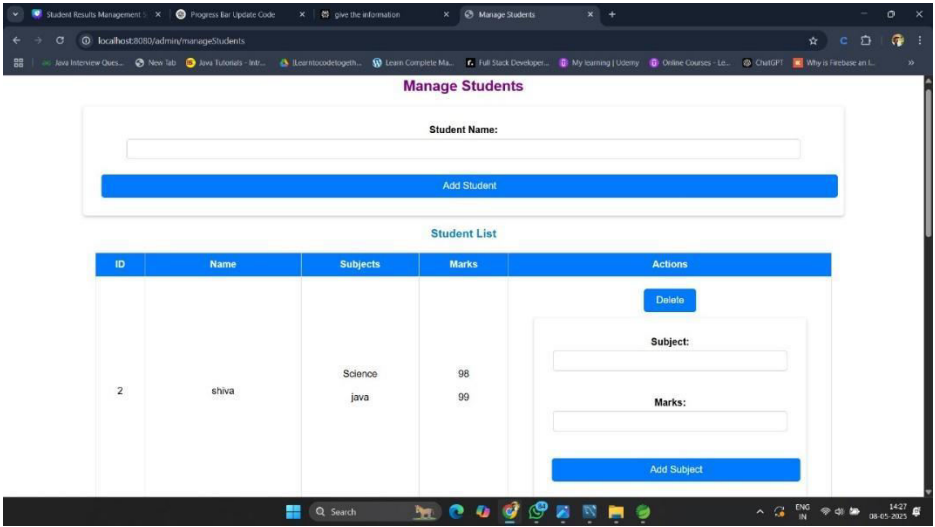 Student Results Management S
Progress Bar Update Code
give the information
Manage Students
localhost:8080/admin/manageStudents
Java Interview Ques...
New Tab
Java Tutorials - Intr...
(Learntocodetogeth...
Learn Complete Ma...
Full Stack Developer...
My learning | Udemy
Online Courses - Le...
ChatGPT
Why is Firebase an I...
Manage Students
Student Name:
Add Student
Student List
ID Name Subjects Marks Actions
Delete
Subject:
Science 98
2 shiva
java 99
Marks:
Add Subject
Search
ENG
IN
14:27
08-05-2025